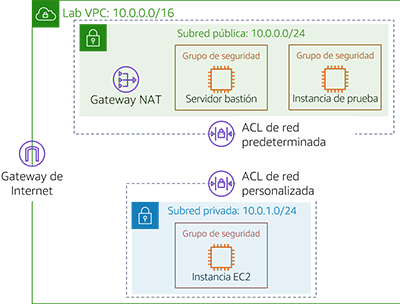 Lab VPC: 10.0.0.0/16
Subred pública: 10.0.0.0/24
Grupo de seguridad
Servidor bastión
Grupo de seguridad
Instancia de prueba
Gateway NAT
ACL de red
predeterminada
Gateway de
Internet
ACL de red
personalizada
Subred privada: 10.0.1.0/24
Grupo de seguridad
Instancia EC2